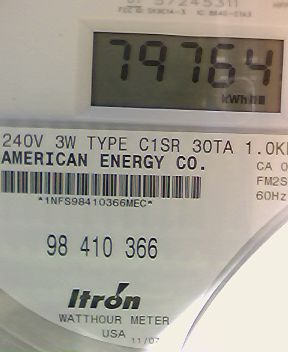 79764
kWh
240V 3W TYPE C1SR 30TA 1.0
AMERICAN ENERGY CO.
CA
FM2S
60Hz
*1NFS98410366MEC*
98 410 366
Itron
WATTHOUR METER
USA 11/07